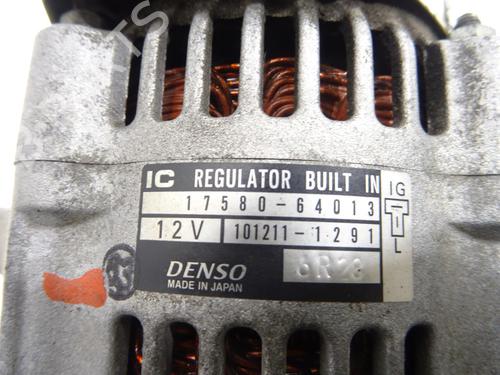 IC REGULATOR BUILT IN
17580-64013
12V 101211-1291
DENSO
MADE IN JAPAN
IG
L